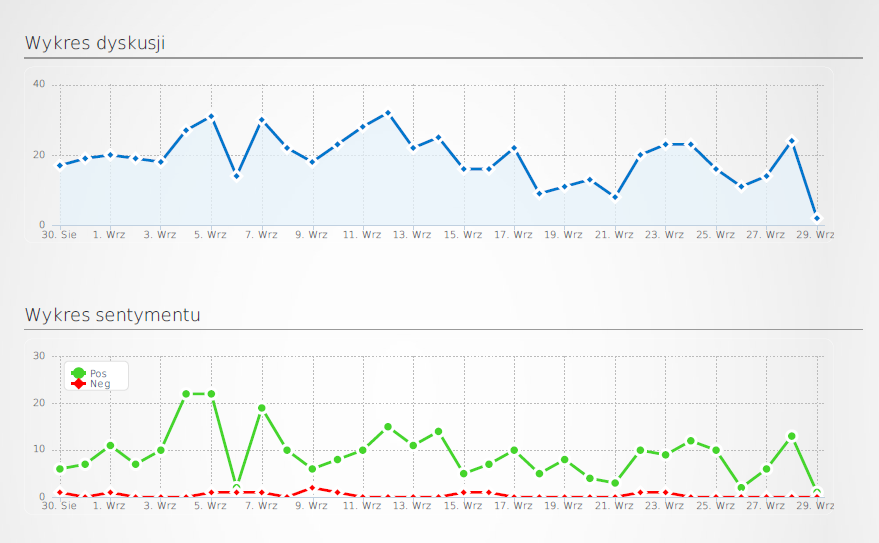 Wykres dyskusji
40
20
0
30. Sie 1. Wrz 3. Wrz 5. Wrz 7. Wrz 9. Wrz 11. Wrz 13. Wrz 15. Wrz 17. Wrz 19. Wrz 21. Wrz 23. Wrz 25. Wrz 27. Wrz 29. Wrz
Wykres sentymentu
30
Pos
Neg
20
10
0
30. Sie 1. Wrz 3. Wrz 5. Wrz 7. Wrz 9. Wrz 11. Wrz 13. Wrz 15. Wrz 17. Wrz 19. Wrz 21. Wrz 23. Wrz 25. Wrz 27. Wrz 29. Wrz